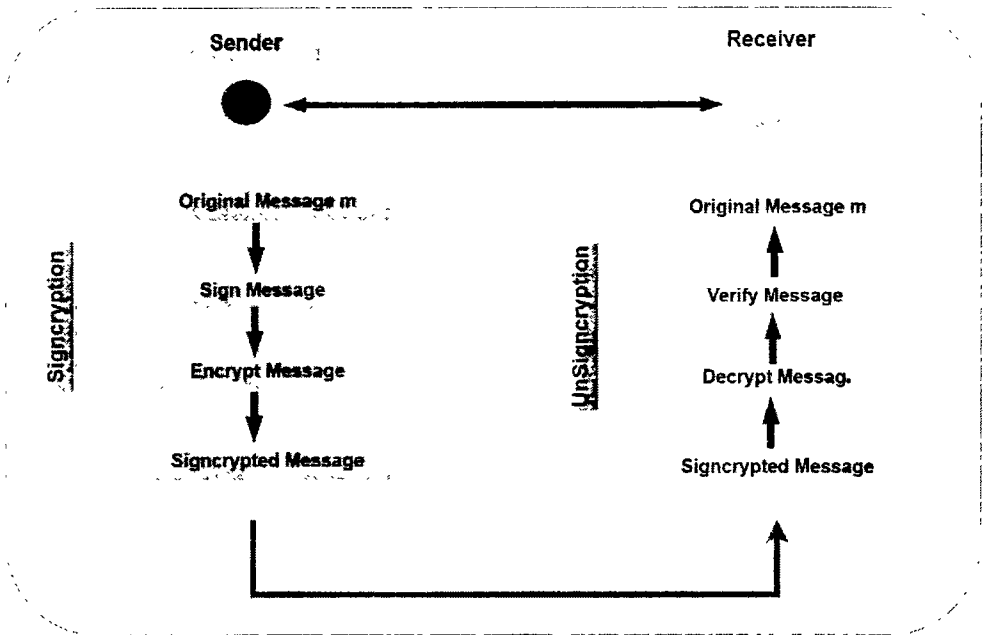 Sender
Receiver
Original Message m
Sign Message
Encrypt Message
Signcrypted Message
Signcryption
UnSigncryption
Original Message m
Verify Message
Decrypt Messag.
Signcrypted Message